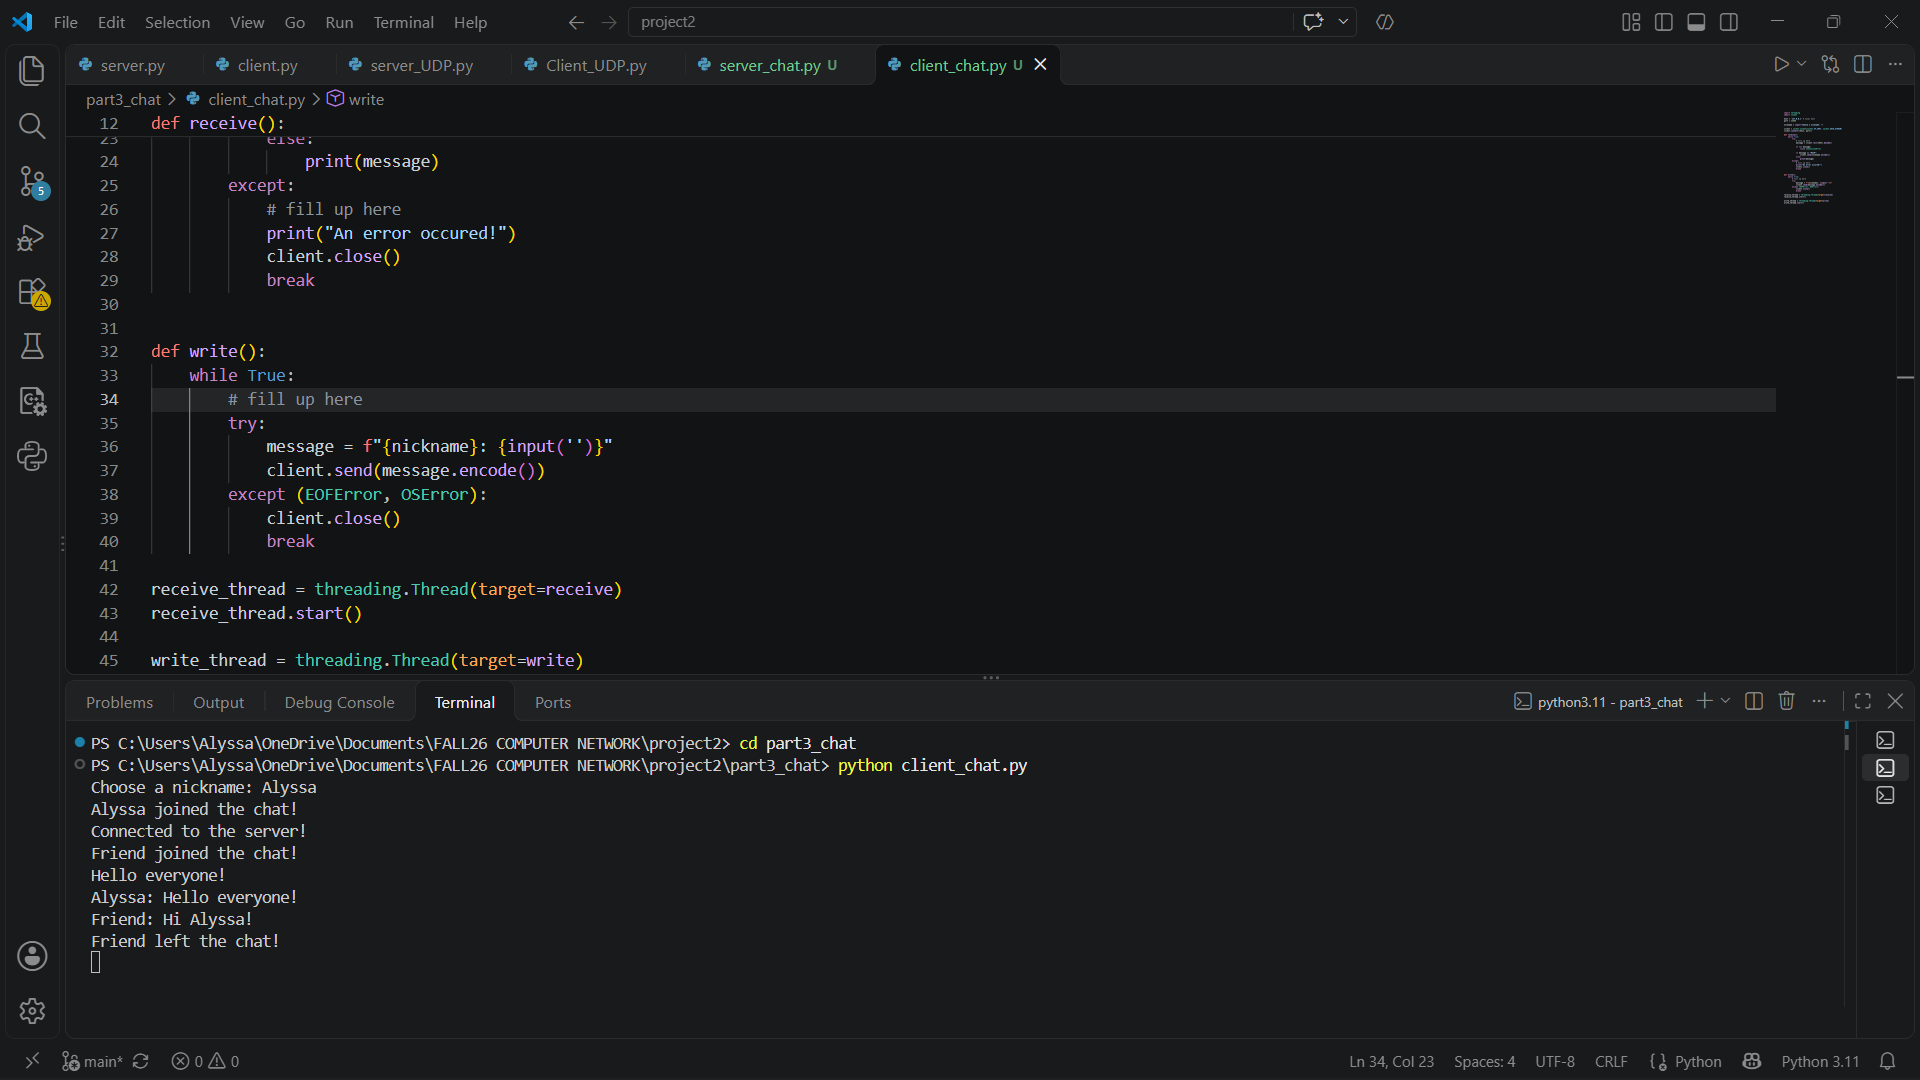 File Edit Selection View Go Run Terminal Help
project2
server.py client.py server_UDP.py Client_UDP.py server_chat.py U client_chat.py U
part3_chat > client_chat.py > write
12 def receive():
23 else:
24 print(message)
25 except:
26 # fill up here
27 print("An error occured!")
28 client.close()
29 break
30
31
32 def write():
33 while True:
34 # fill up here
35 try:
36 message = f"{nickname}: {input('')}"
37 client.send(message.encode())
38 except (EOFError, OSError):
39 client.close()
40 break
41
42 receive_thread = threading.Thread(target=receive)
43 receive_thread.start()
44
45 write_thread = threading.Thread(target=write)
5
Problems Output Debug Console Terminal Ports
python3.11 - part3_chat
PS C:\Users\Alyssa\OneDrive\Documents\FALL26 COMPUTER NETWORK\project2> cd part3_chat
PS C:\Users\Alyssa\OneDrive\Documents\FALL26 COMPUTER NETWORK\project2\part3_chat> python client_chat.py
Choose a nickname: Alyssa
Alyssa joined the chat!
Connected to the server!
Friend joined the chat!
Hello everyone!
Alyssa: Hello everyone!
Friend: Hi Alyssa!
Friend left the chat!
main* 0 0 Ln 34, Col 23 Spaces: 4 UTF-8 CRLF Python Python 3.11